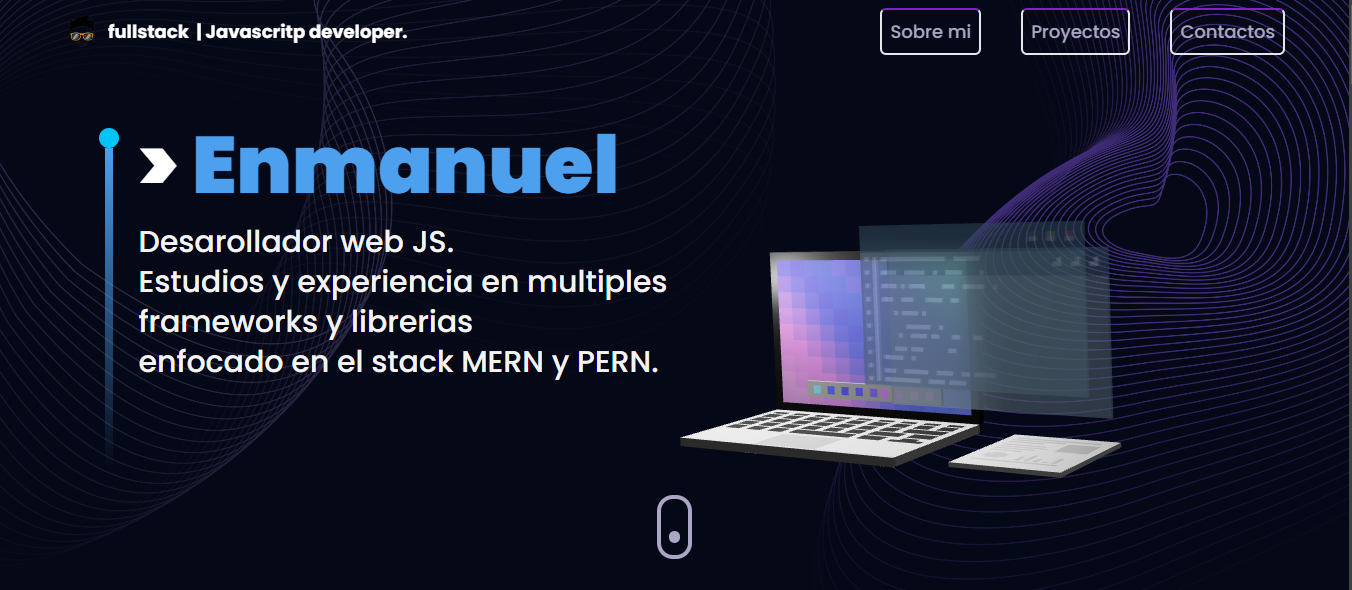 fullstack | Javascritp developer.
Sobre mi
Proyectos
Contactos
Enmanuel
Desarollador web JS.
Estudios y experiencia en multiples
frameworks y librerias
enfocado en el stack MERN y PERN.